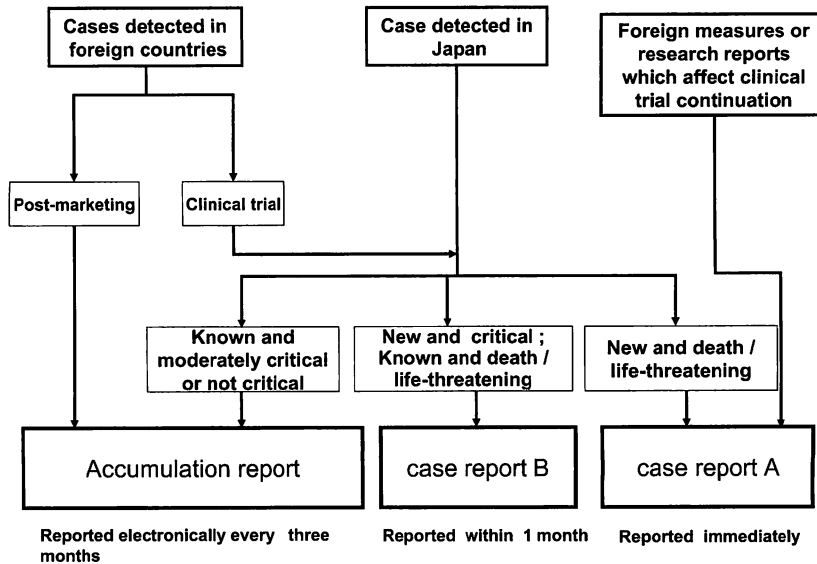 Cases detected in
foreign countries
Case detected in
Japan
Foreign measures or
research reports
which affect clinical
trial continuation
Post-marketing
Clinical trial
Known and
moderately critical
or not critical
New and critical ;
Known and death /
life-threatening
New and death /
life-threatening
Accumulation report
case report B
case report A
Reported electronically every three
months
Reported within 1 month
Reported immediately